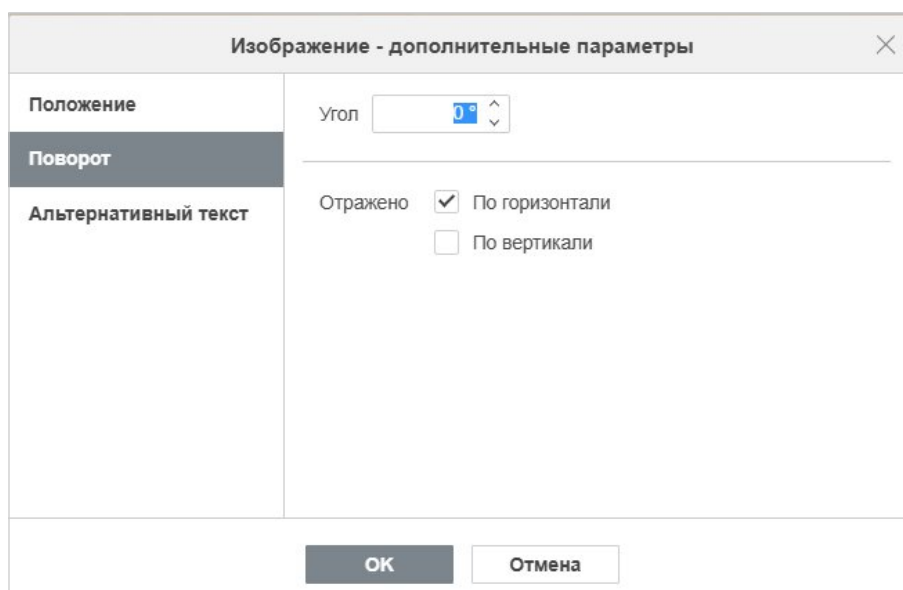 Изображение - дополнительные параметры
Положение
Поворот
Альтернативный текст
Угол 0 °
Отражено По горизонтали
По вертикали
OK Отмена